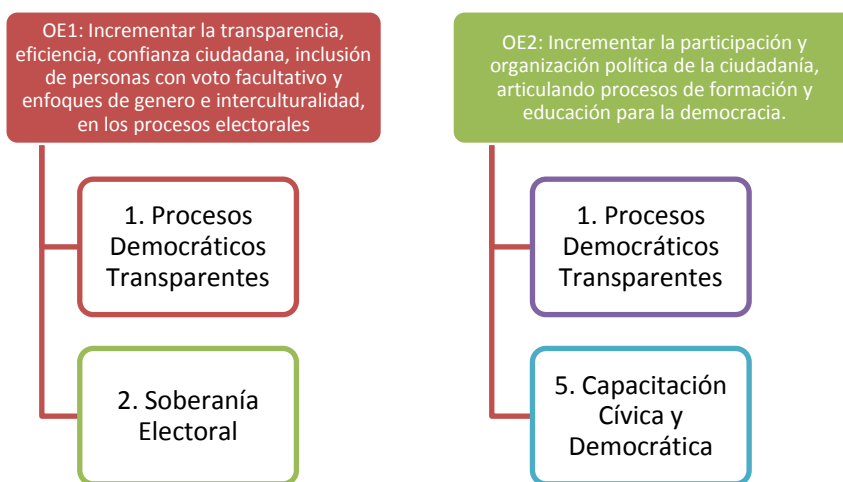 OE1: Incrementar la transparencia,
eficiencia, confianza ciudadana, inclusión
de personas con voto facultativo y
enfoques de genero e interculturalidad,
en los procesos electorales
1. Procesos
Democráticos
Transparentes
2. Soberanía
Electoral
OE2: Incrementar la participación y
organización política de la ciudadanía,
articulando procesos de formación y
educación para la democracia.
1. Procesos
Democráticos
Transparentes
5. Capacitación
Cívica y
Democrática